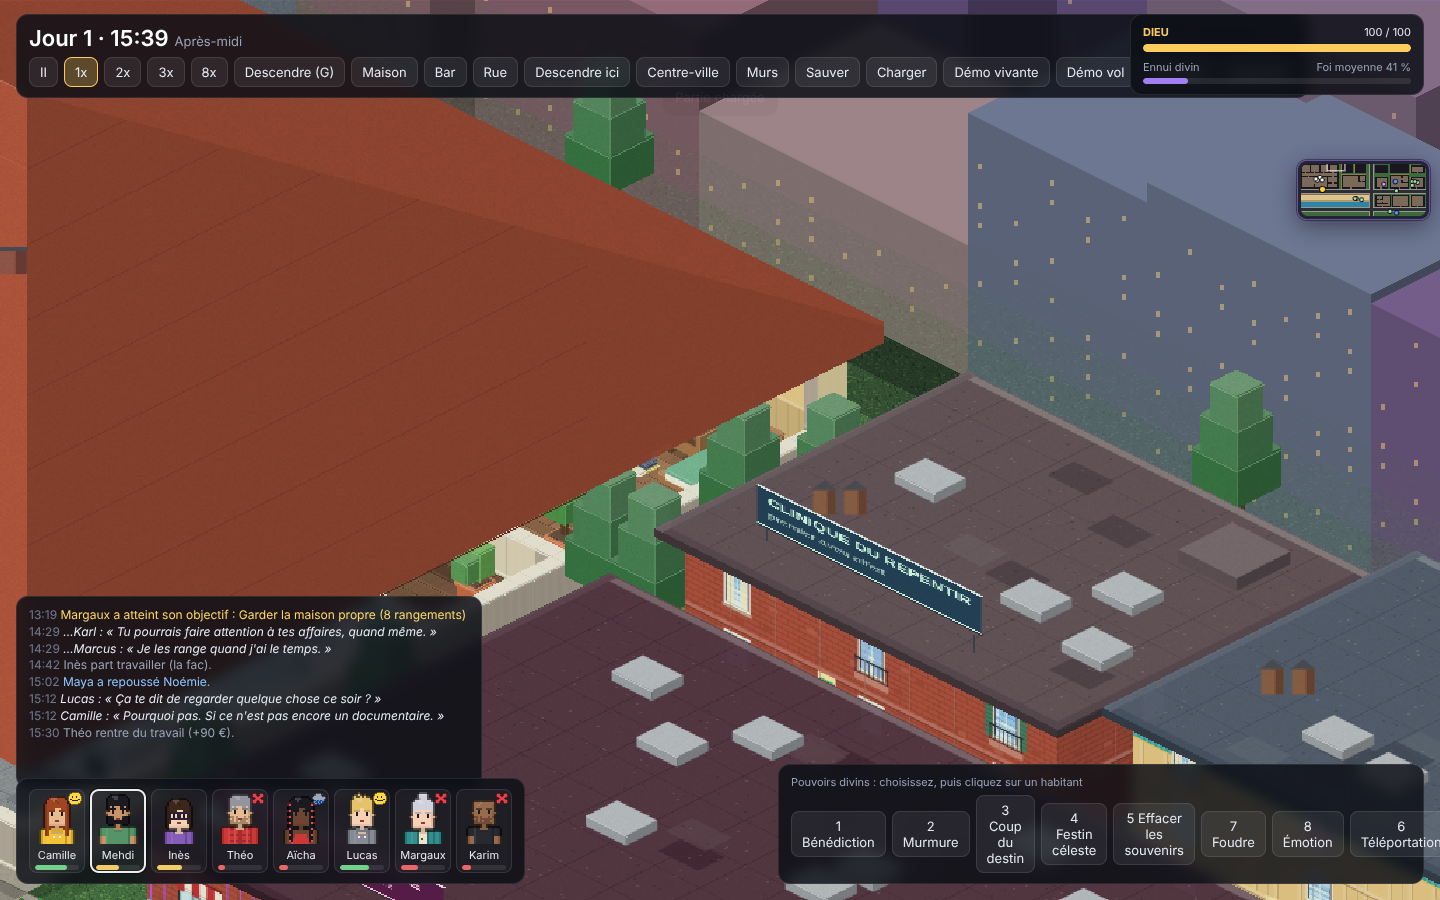 Jour 1 · 15:39 Après-midi
II 1x 2x 3x 8x Descendre (G) Maison Bar Rue Descendre ici Centre-ville Murs Sauver Charger Démo vivante Démo vol
DIEU 100 / 100
Ennui divin Foi moyenne 41 %
Partie chargée
CLINIQUE DU REPENTIR
13:19 Margaux a atteint son objectif : Garder la maison propre (8 rangements)
14:29 ...Karl : « Tu pourrais faire attention à tes affaires, quand même. »
14:29 ...Marcus : « Je les range quand j'ai le temps. »
14:42 Inès part travailler (la fac).
15:02 Maya a repoussé Noémie.
15:12 Lucas : « Ça te dit de regarder quelque chose ce soir ? »
15:12 Camille : « Pourquoi pas. Si ce n'est pas encore un documentaire. »
15:30 Théo rentre du travail (+90 €).
Camille Mehdi Inès Théo Aïcha Lucas Margaux Karim
Pouvoirs divins : choisissez, puis cliquez sur un habitant
1 Bénédiction
2 Murmure
3 Coup du destin
4 Festin céleste
5 Effacer les souvenirs
7 Foudre
8 Émotion
6 Téléportation